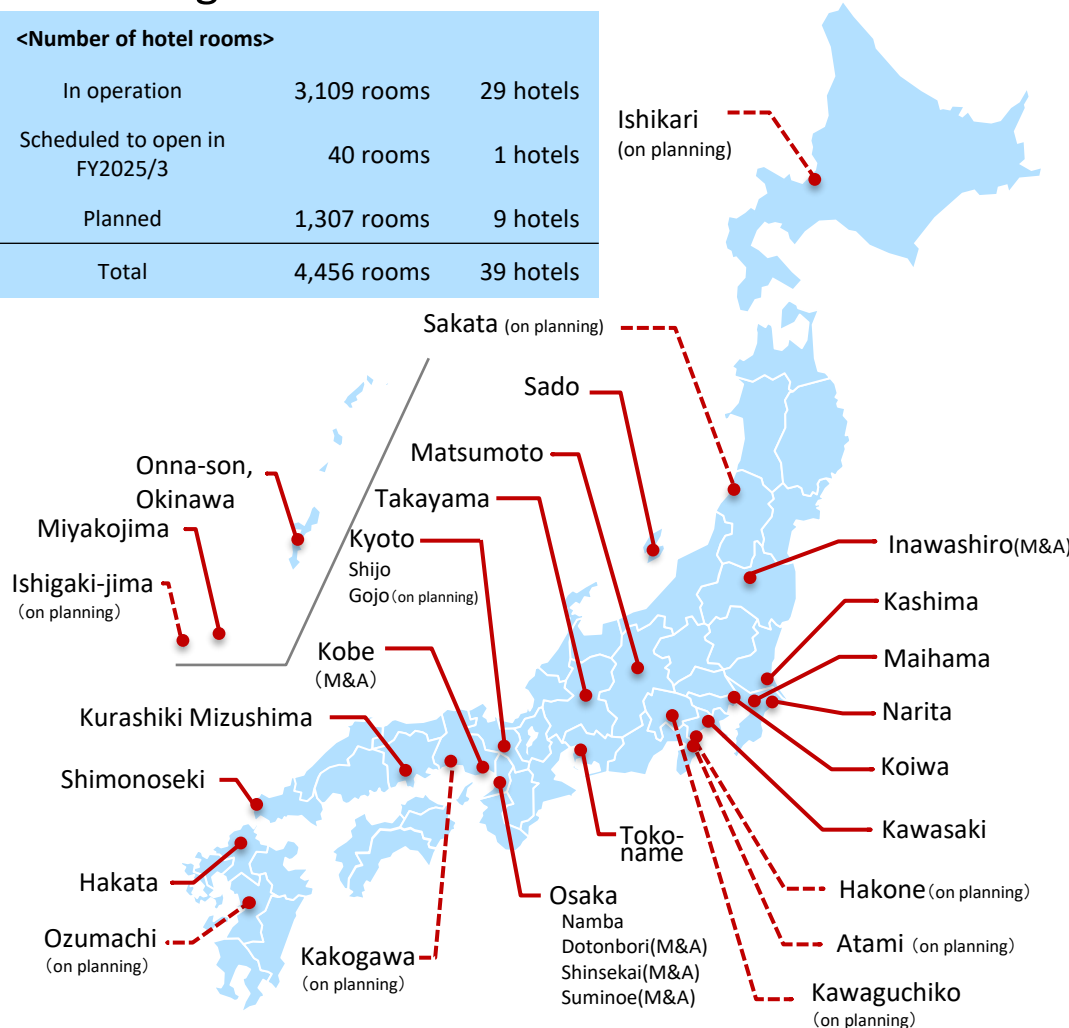 <Number of hotel rooms>
In operation 3,109 rooms 29 hotels
Scheduled to open in
FY2025/3 40 rooms 1 hotels
Planned 1,307 rooms 9 hotels
Total 4,456 rooms 39 hotels
Ishikari
(on planning)
Sakata (on planning)
Sado
Matsumoto
Takayama
Onna-son,
Okinawa
Miyakojima
Ishigaki-jima
(on planning)
Kyoto
Shijo
Gojo(on planning)
Kobe
(M&A)
Kurashiki Mizushima
Shimonoseki
Hakata
Ozumachi
(on planning)
Kakogawa
(on planning)
Osaka
Namba
Dotonbori(M&A)
Shinsekai(M&A)
Suminoe(M&A)
Toko-
name
Inawashiro(M&A)
Kashima
Maihama
Narita
Koiwa
Kawasaki
Hakone(on planning)
Atami (on planning)
Kawaguchiko
(on planning)